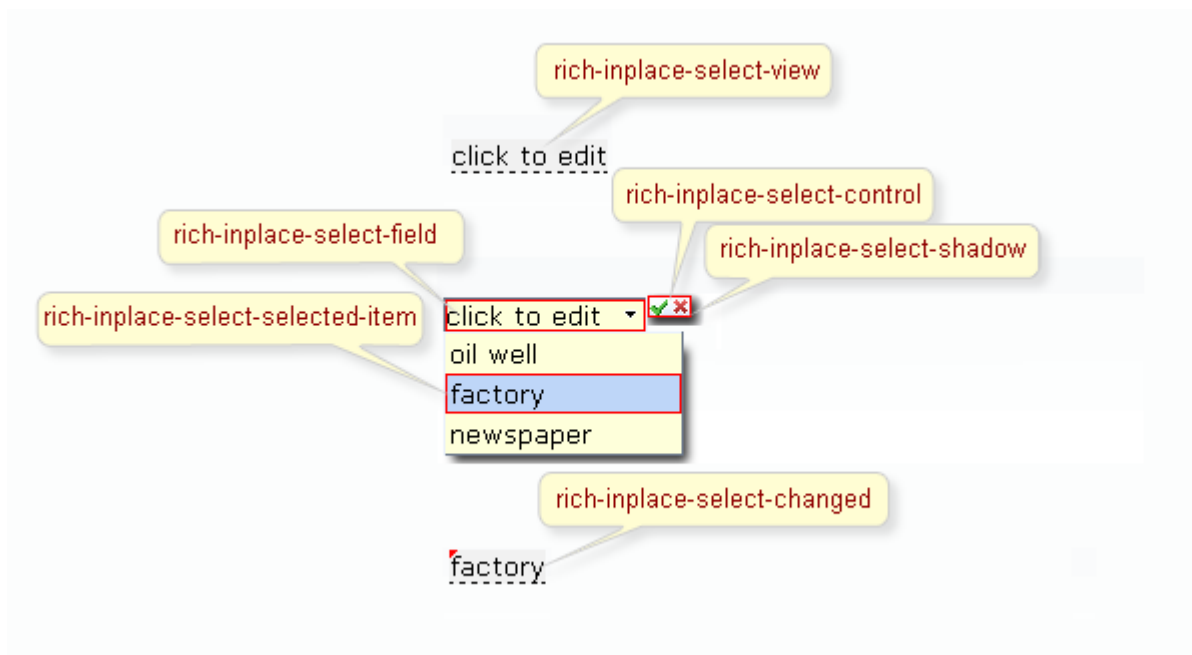 rich-inplace-select-view
click to edit
rich-inplace-select-control
rich-inplace-select-field
rich-inplace-select-shadow
rich-inplace-select-selected-item
click to edit
oil well
factory
newspaper
rich-inplace-select-changed
factory